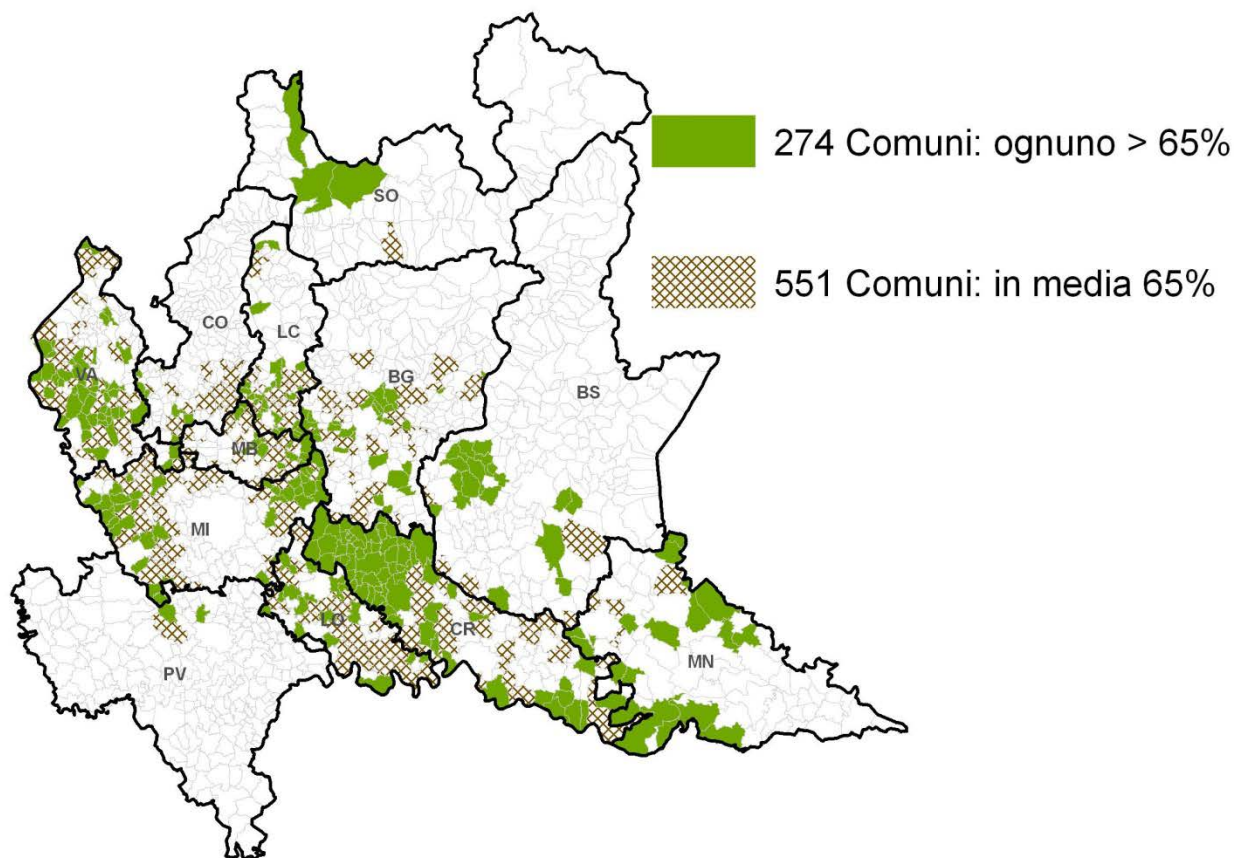 274 Comuni: ognuno > 65%
SO
551 Comuni: in media 65%
CO
LC
VA
BG
BS
MB
MI
LO
CR
MN
PV